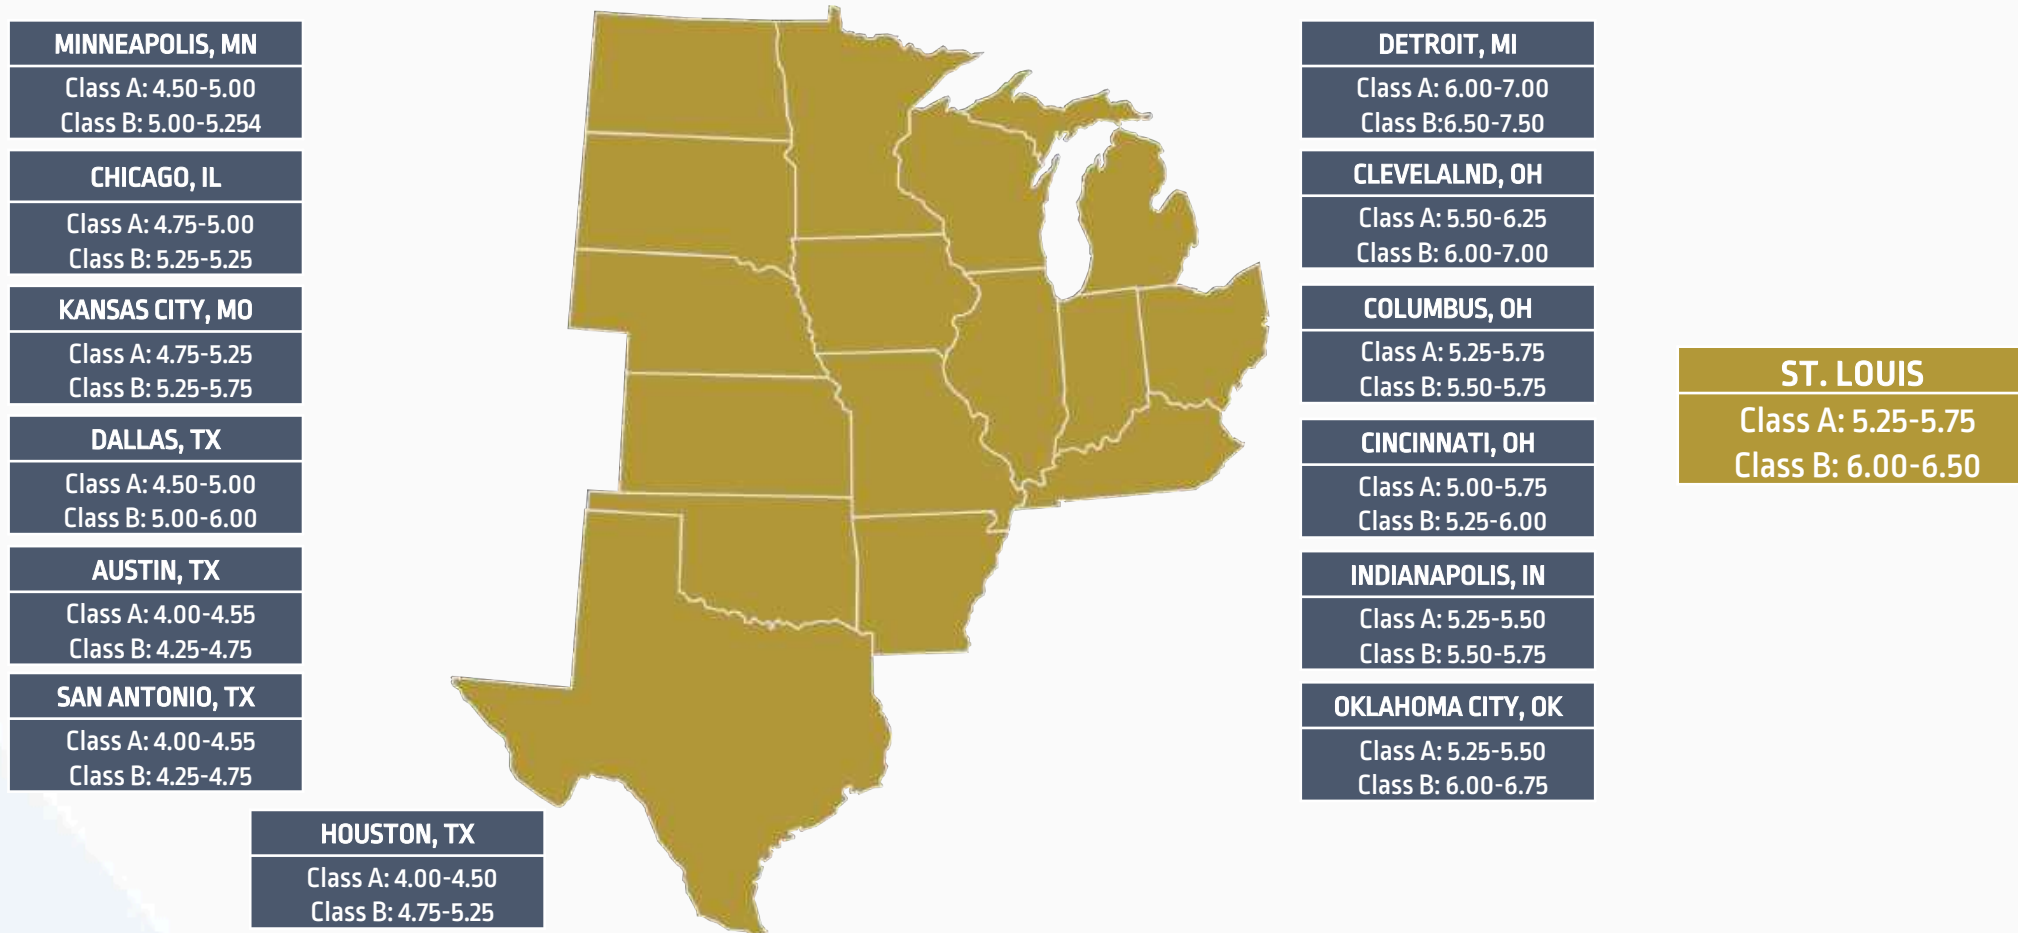 MINNEAPOLIS, MN
Class A: 4.50-5.00
Class B: 5.00-5.254
CHICAGO, IL
Class A: 4.75-5.00
Class B: 5.25-5.25
KANSAS CITY, MO
Class A: 4.75-5.25
Class B: 5.25-5.75
DALLAS, TX
Class A: 4.50-5.00
Class B: 5.00-6.00
AUSTIN, TX
Class A: 4.00-4.55
Class B: 4.25-4.75
SAN ANTONIO, TX
Class A: 4.00-4.55
Class B: 4.25-4.75
HOUSTON, TX
Class A: 4.00-4.50
Class B: 4.75-5.25
DETROIT, MI
Class A: 6.00-7.00
Class B:6.50-7.50
CLEVELALND, OH
Class A: 5.50-6.25
Class B: 6.00-7.00
COLUMBUS, OH
Class A: 5.25-5.75
Class B: 5.50-5.75
CINCINNATI, OH
Class A: 5.00-5.75
Class B: 5.25-6.00
INDIANAPOLIS, IN
Class A: 5.25-5.50
Class B: 5.50-5.75
OKLAHOMA CITY, OK
Class A: 5.25-5.50
Class B: 6.00-6.75
ST. LOUIS
Class A: 5.25-5.75
Class B: 6.00-6.50